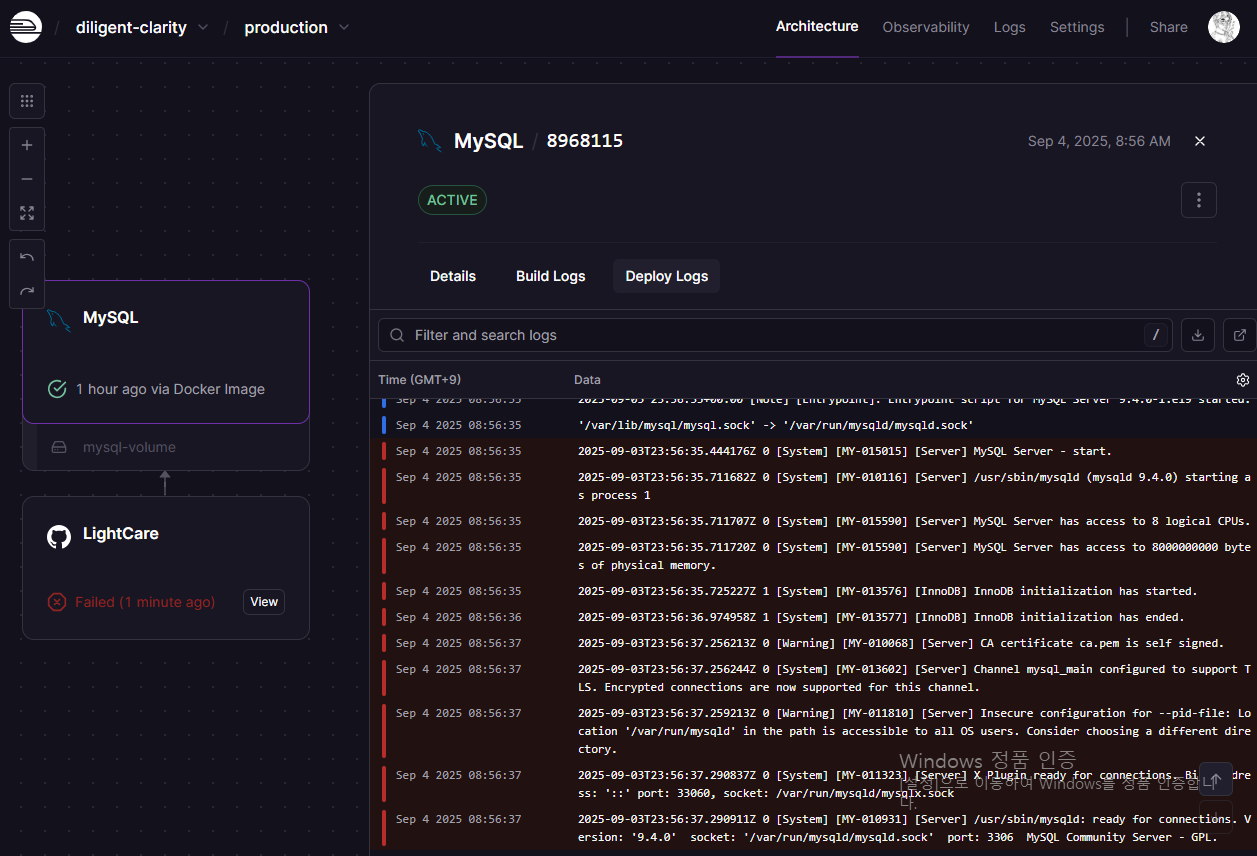 / diligent-clarity / production
Architecture Observability Logs Settings Share
MySQL / 8968115
Sep 4, 2025, 8:56 AM
ACTIVE
Details Build Logs Deploy Logs
MySQL
1 hour ago via Docker Image
mysql-volume
LightCare
Failed (1 minute ago) View
Filter and search logs /
Time (GMT+9) Data
Sep 4 2025 08:56:35 [Note] [Entrypoint]: Entrypoint script for MySQL Server 9.4.0-1.el9 started.
Sep 4 2025 08:56:35 '/var/lib/mysql/mysql.sock' -> '/var/run/mysqld/mysqld.sock'
Sep 4 2025 08:56:35 2025-09-03T23:56:35.444176Z 0 [System] [MY-015015] [Server] MySQL Server - start.
Sep 4 2025 08:56:35 2025-09-03T23:56:35.711682Z 0 [System] [MY-010116] [Server] /usr/sbin/mysqld (mysqld 9.4.0) starting a
s process 1
Sep 4 2025 08:56:35 2025-09-03T23:56:35.711707Z 0 [System] [MY-015590] [Server] MySQL Server has access to 8 logical CPUs.
Sep 4 2025 08:56:35 2025-09-03T23:56:35.711720Z 0 [System] [MY-015590] [Server] MySQL Server has access to 8000000000 byte
s of physical memory.
Sep 4 2025 08:56:35 2025-09-03T23:56:35.725227Z 1 [System] [MY-013576] [InnoDB] InnoDB initialization has started.
Sep 4 2025 08:56:36 2025-09-03T23:56:36.974958Z 1 [System] [MY-013577] [InnoDB] InnoDB initialization has ended.
Sep 4 2025 08:56:37 2025-09-03T23:56:37.256213Z 0 [Warning] [MY-010068] [Server] CA certificate ca.pem is self signed.
Sep 4 2025 08:56:37 2025-09-03T23:56:37.256244Z 0 [System] [MY-013602] [Server] Channel mysql_main configured to support T
LS. Encrypted connections are now supported for this channel.
Sep 4 2025 08:56:37 2025-09-03T23:56:37.259213Z 0 [Warning] [MY-011810] [Server] Insecure configuration for --pid-file: Lo
cation '/var/run/mysqld' in the path is accessible to all OS users. Consider choosing a different dire
ctory.
Sep 4 2025 08:56:37 2025-09-03T23:56:37.290837Z 0 [System] [MY-011323] [Server] X Plugin ready for connections. Bi dre
ss: '::' port: 33060, socket: /var/run/mysqld/mysqlx.sock
Sep 4 2025 08:56:37 2025-09-03T23:56:37.290911Z 0 [System] [MY-010931] [Server] /usr/sbin/mysqld: ready for connections. V
ersion: '9.4.0' socket: '/var/run/mysqld/mysqld.sock' port: 3306 MySQL Community Server - GPL.
Windows 정품 인증
[설정]으로 이동하여 Windows를 정품 인증합니
다.